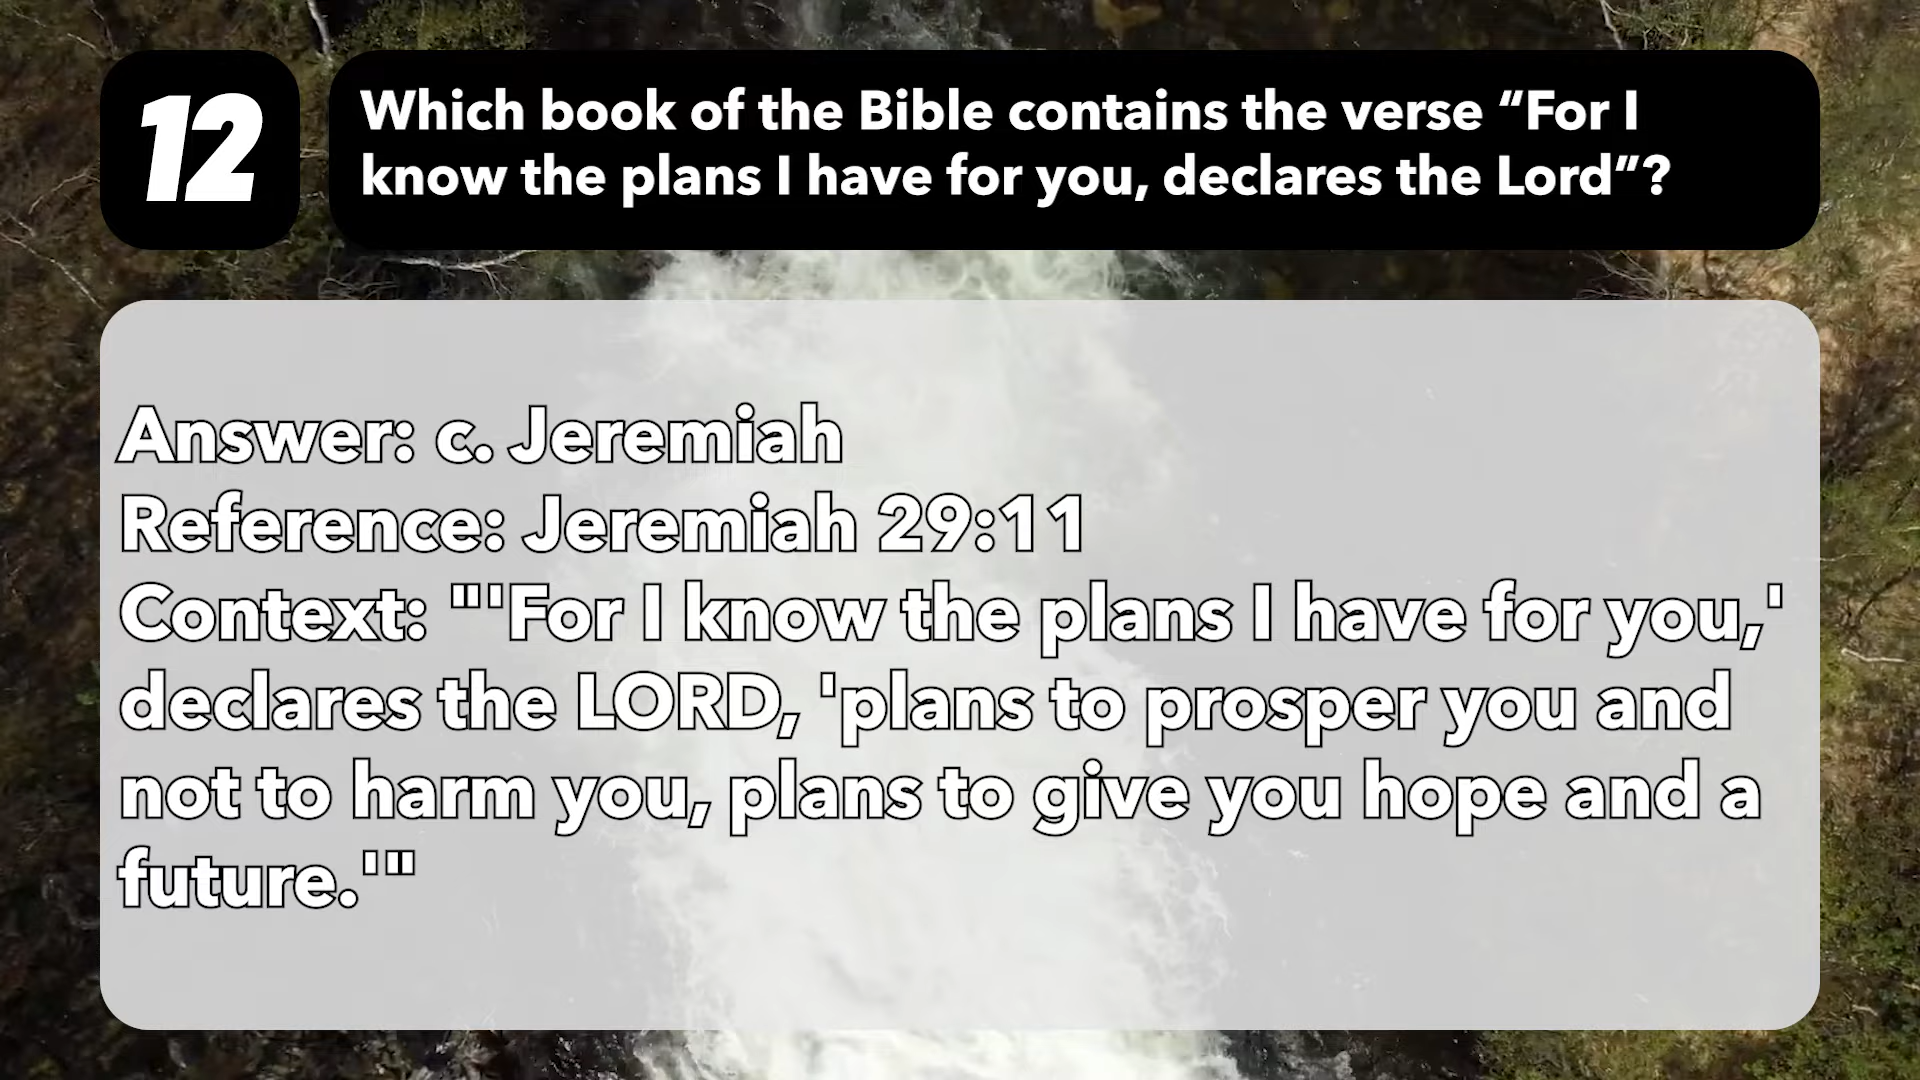 12
Which book of the Bible contains the verse “For I
know the plans I have for you, declares the Lord”?
Answer: c. Jeremiah
Reference: Jeremiah 29:11
Context: "'For I know the plans I have for you,'
declares the LORD, 'plans to prosper you and
not to harm you, plans to give you hope and a
future.'"